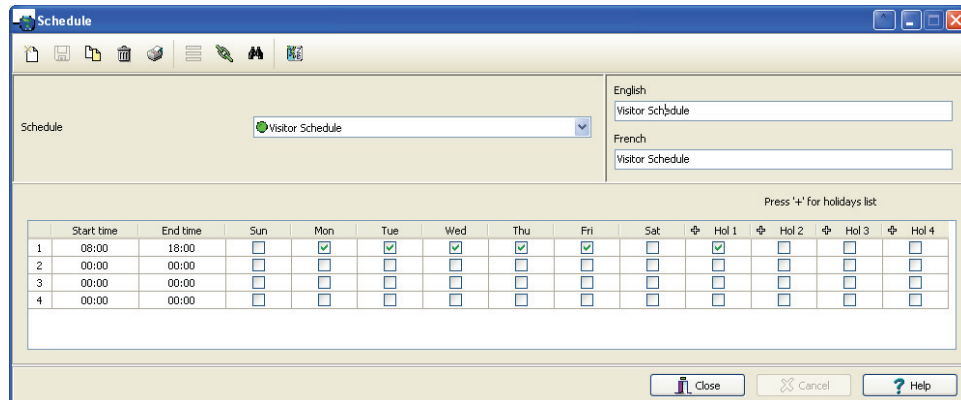 Schedule
English
Visitor Schedule
Schedule
Visitor Schedule
French
Visitor Schedule
Press '+' for holidays list
Start time End time Sun Mon Tue Wed Thu Fri Sat Hol 1 Hol 2 Hol 3 Hol 4
1 08:00 18:00
2 00:00 00:00
3 00:00 00:00
4 00:00 00:00
Close Cancel ? Help